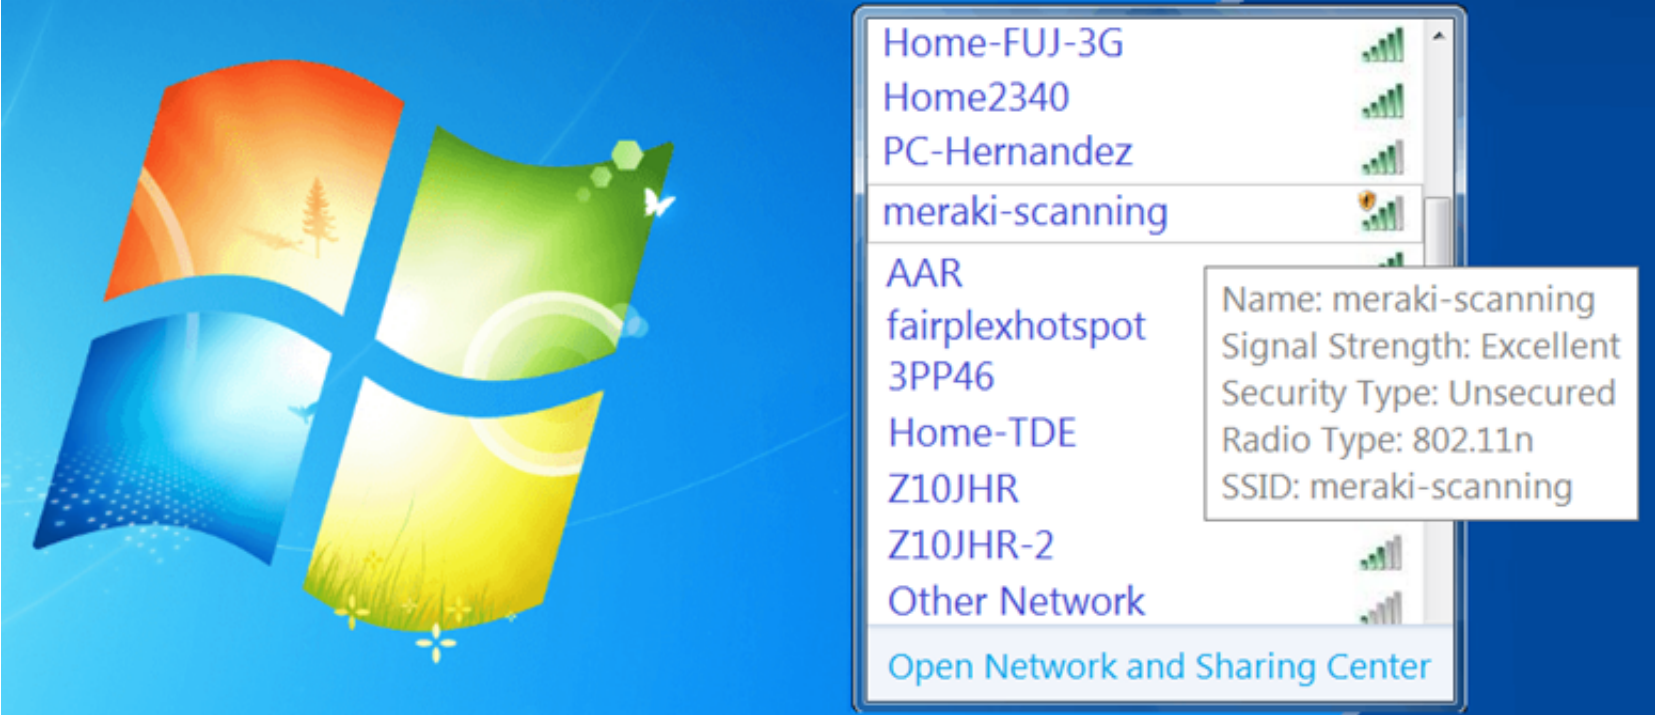 Home-FUJ-3G
Home2340
PC-Hernandez
meraki-scanning
AAR
fairplexhotspot
3PP46
Home-TDE
Z10JHR
Z10JHR-2
Other Network
Open Network and Sharing Center
Name: meraki-scanning
Signal Strength: Excellent
Security Type: Unsecured
Radio Type: 802.11n
SSID: meraki-scanning